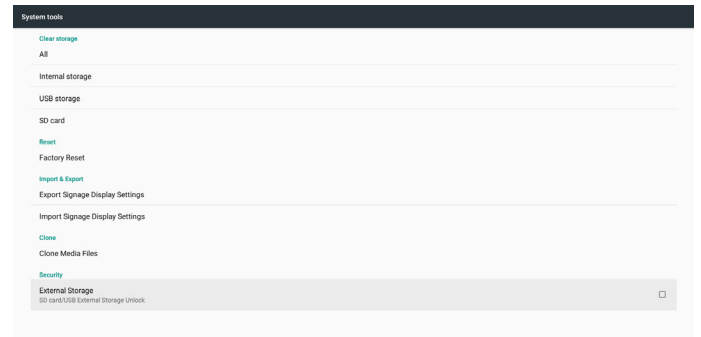 System tools
Clear storage
All
Internal storage
USB storage
SD card
Reset
Factory Reset
Import & Export
Export Signage Display Settings
Import Signage Display Settings
Clone
Clone Media Files
Security
External Storage
SD card/USB External Storage Unlock